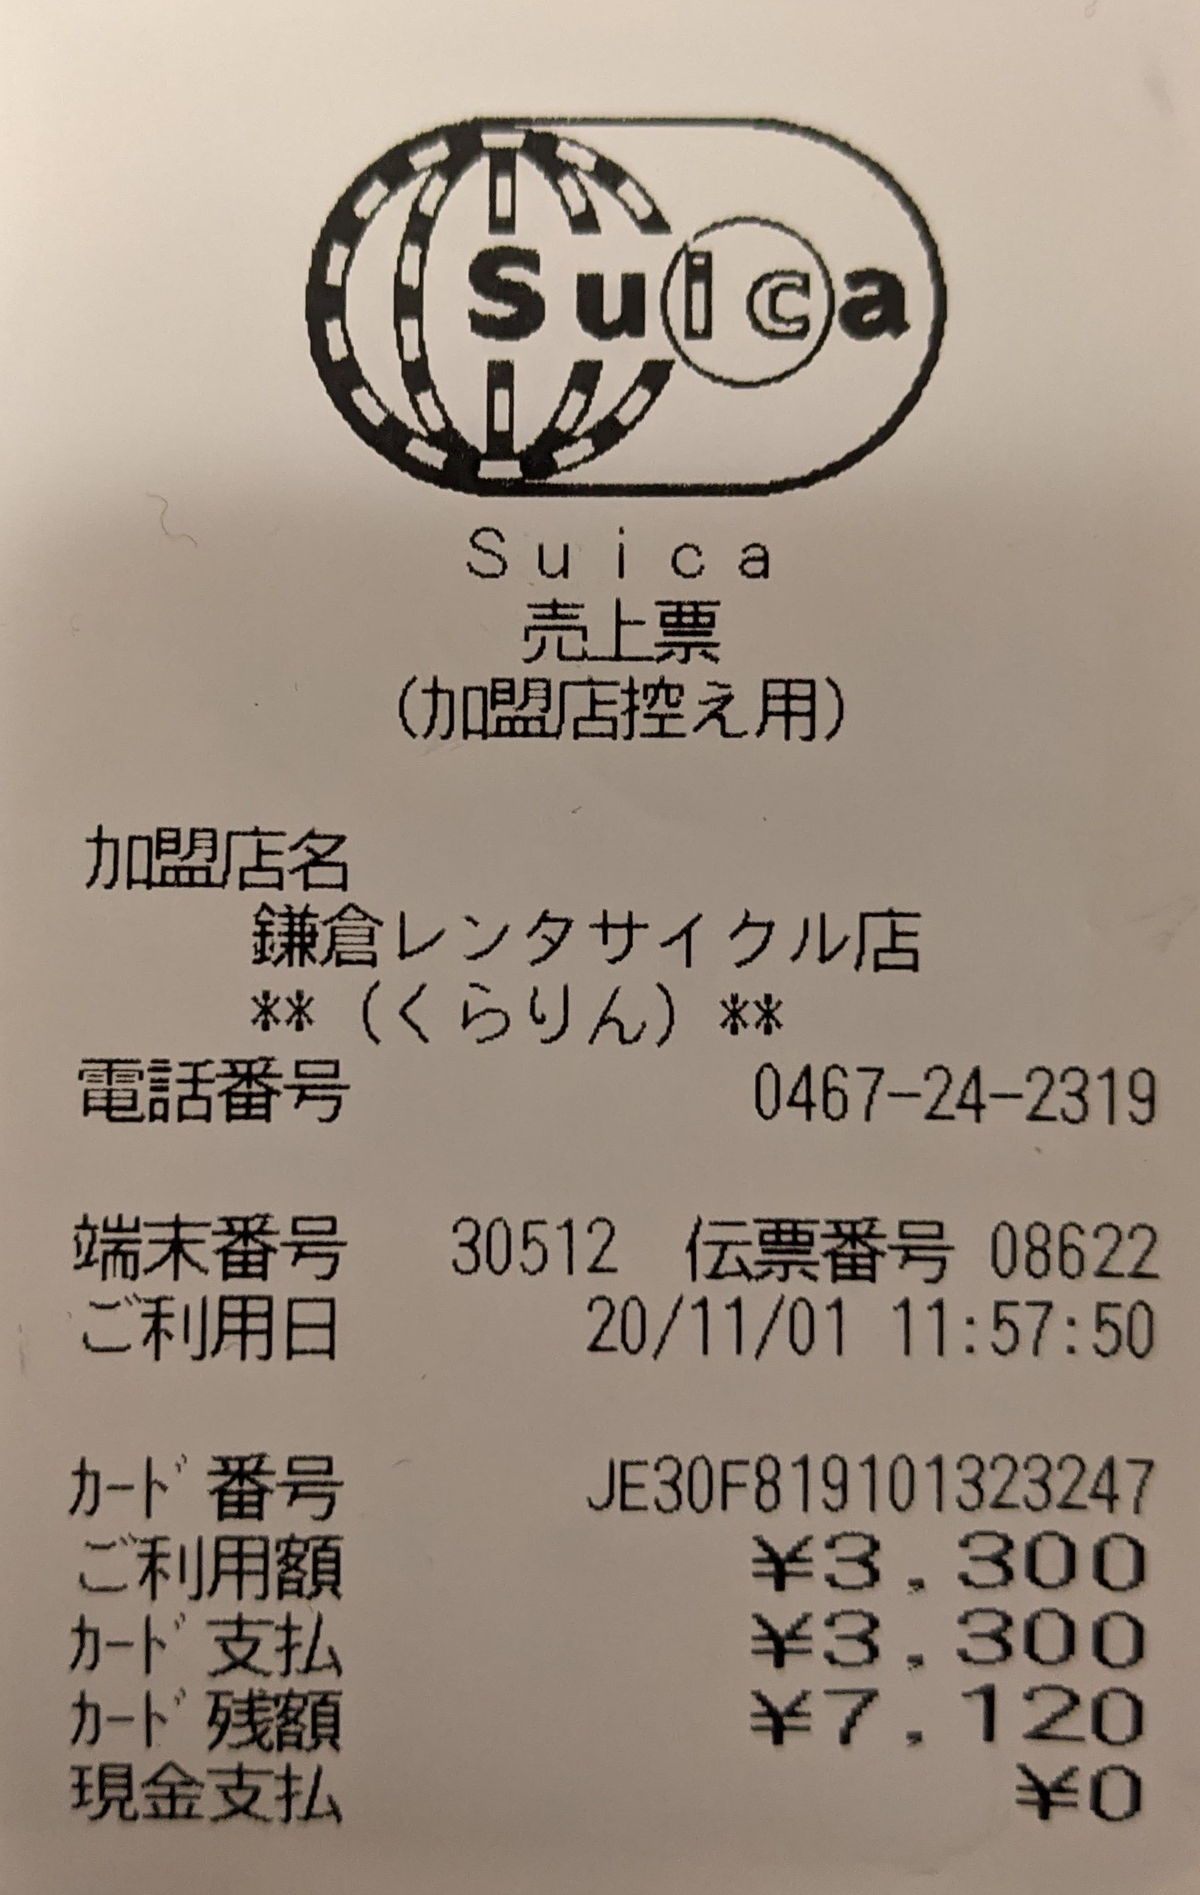 Suica
Suica
売上票
(加盟店控え用)
加盟店名
鎌倉レンタサイクル店
**(くらりん)**
電話番号 0467-24-2319
端末番号 30512 伝票番号 08622
ご利用日 20/11/01 11:57:50
ｶｰﾄﾞ番号 JE30F819101323247
ご利用額 ¥3,300
ｶｰﾄﾞ支払 ¥3,300
ｶｰﾄﾞ残額 ¥7,120
現金支払 ¥0